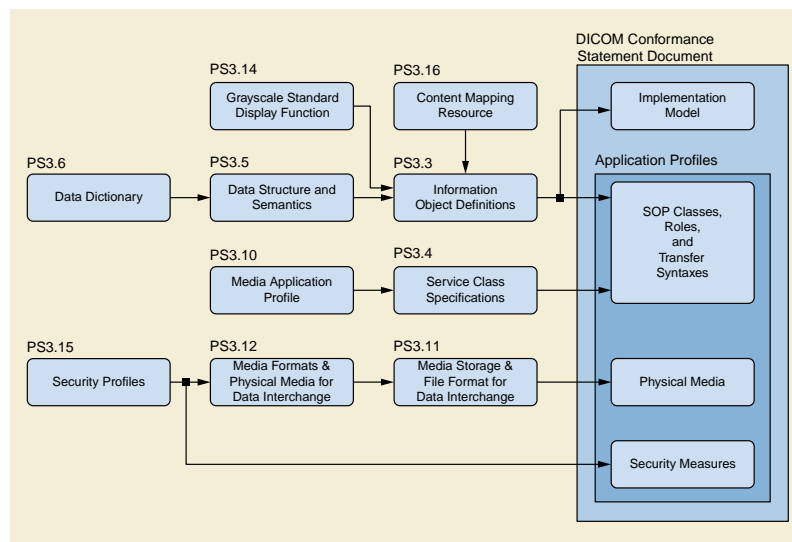 DICOM Conformance
Statement Document
PS3.14
PS3.16
Grayscale Standard
Display Function
Content Mapping
Resource
Implementation
Model
PS3.6
PS3.5
PS3.3
Application Profiles
Data Dictionary
Data Structure and
Semantics
Information
Object Definitions
SOP Classes,
Roles,
and
Transfer
Syntaxes
PS3.10
PS3.4
Media Application
Profile
Service Class
Specifications
PS3.15
PS3.12
PS3.11
Security Profiles
Media Formats &
Physical Media for
Data Interchange
Media Storage &
File Format for
Data Interchange
Physical Media
Security Measures